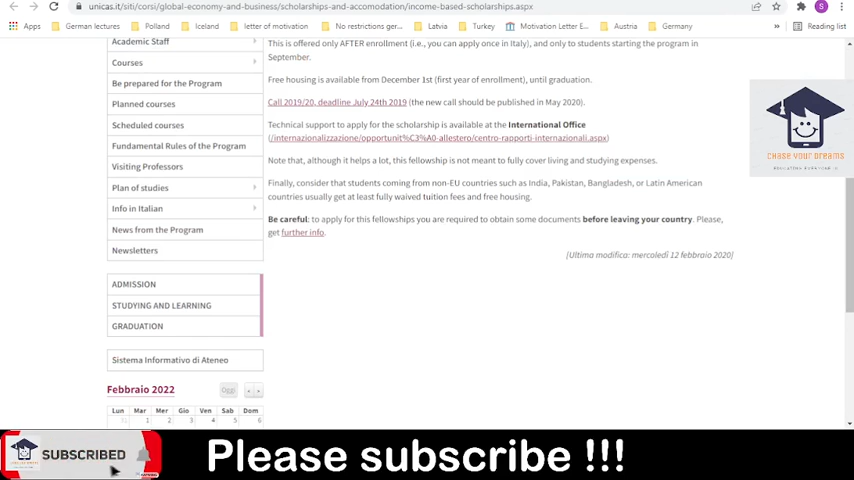 unicas.it/siti/corsi/global-economy-and-business/scholarships-and-accomodation/income-based-scholarships.aspx
S
Apps
German lectures
Polland
Iceland
letter of motivation
No restrictions ger...
Latvia
Turkey
Motivation Letter E...
Austria
Germany
»
Reading list
Academic Staff
Courses
Be prepared for the Program
Planned courses
Scheduled courses
Fundamental Rules of the Program
Visiting Professors
Plan of studies
Info in Italian
News from the Program
Newsletters
ADMISSION
STUDYING AND LEARNING
GRADUATION
Sistema Informativo di Ateneo
Febbraio 2022
Oggi
Lun Mar Mer Gio Ven Sab Dom
31 1 2 3 4 5 6
This is offered only AFTER enrollment (i.e., you can apply once in Italy), and only to students starting the program in
September.
Free housing is available from December 1st (first year of enrollment), until graduation.
Call 2019/20, deadline July 24th 2019 (the new call should be published in May 2020).
Technical support to apply for the scholarship is available at the International Office
(/internazionalizzazione/opportunit%C3%A0-allestero/centro-rapporti-internazionali.aspx)
Note that, although it helps a lot, this fellowship is not meant to fully cover living and studying expenses.
Finally, consider that students coming from non-EU countries such as India, Pakistan, Bangladesh, or Latin American
countries usually get at least fully waived tuition fees and free housing.
Be careful: to apply for this fellowships you are required to obtain some documents before leaving your country. Please,
get further info.
[Ultima modifica: mercoledì 12 febbraio 2020]
CHASE YOUR DREAMS
SUBSCRIBED
Please subscribe !!!